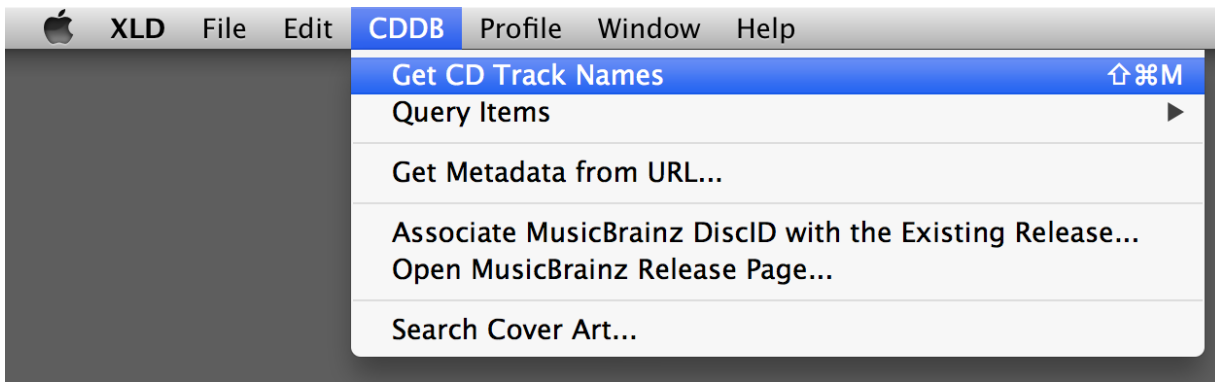 XLD File Edit CDDB Profile Window Help
Get CD Track Names ⇧⌘M
Query Items
Get Metadata from URL...
Associate MusicBrainz DiscID with the Existing Release...
Open MusicBrainz Release Page...
Search Cover Art...